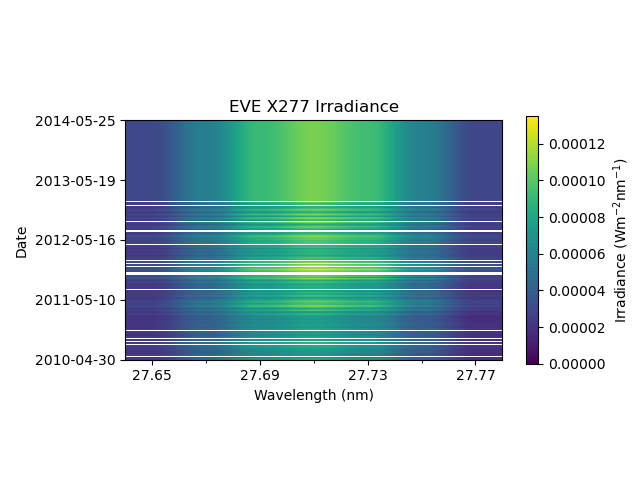 EVE X277 Irradiance
2014-05-25
2013-05-19
2012-05-16
2011-05-10
2010-04-30
Date
27.65 27.69 27.73 27.77
Wavelength (nm)
0.00012
0.00010
0.00008
0.00006
0.00004
0.00002
0.00000
Irradiance (Wm⁻²nm⁻¹)